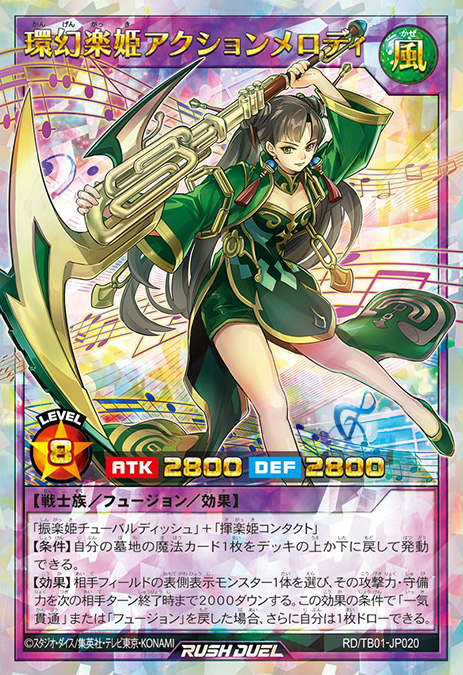 環幻楽姫アクションメロディ
風
LEVEL
8
ATK 2800 DEF 2800
【戦士族/フュージョン/効果】
「振楽姫チューバルディッシュ」+「揮楽姫コンタクト」
【条件】自分の墓地の魔法カード1枚をデッキの上か下に戻して発動
できる。
【効果】相手フィールドの表側表示モンスター1体を選び、その攻撃力・守備
力を次の相手ターン終了時まで2000ダウンする。この効果の条件で「一気
貫通」または「フュージョン」を戻した場合、さらに自分は1枚ドローできる。
©スタジオ・ダイス/集英社・テレビ東京・KONAMI
RUSH DUEL
RD/TB01-JP020